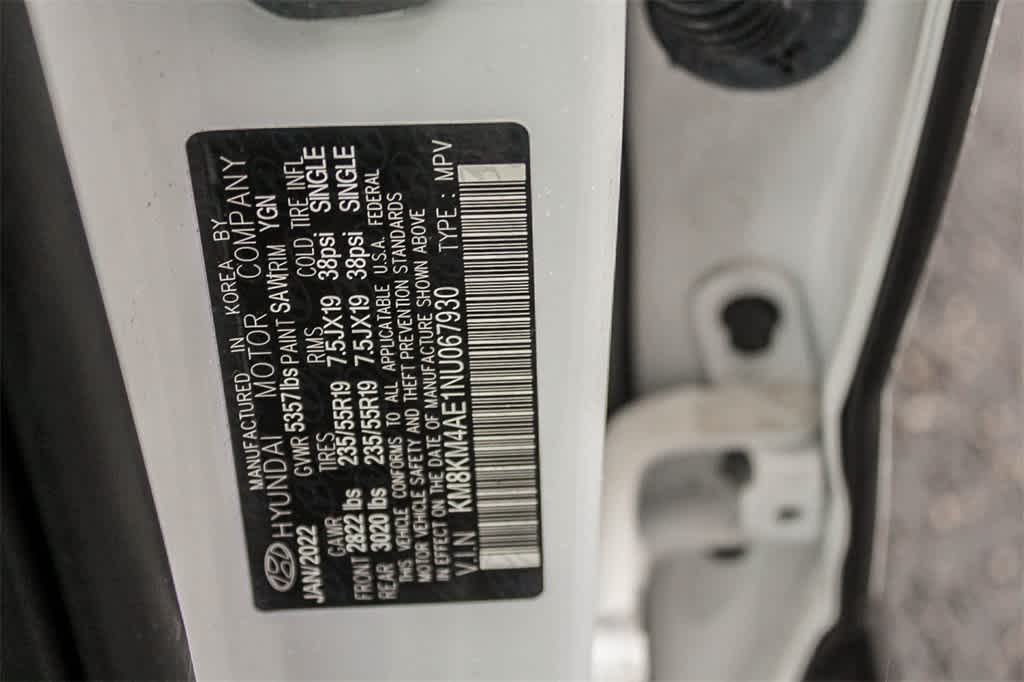 MANUFACTURED IN KOREA BY
HYUNDAI MOTOR COMPANY
JAN/2022 GVWR 5357lbs PAINT SAW TRIM YGN
GAWR TIRES RIMS COLD TIRE INFL
FRONT 2822 lbs 235/55R19 7.5JX19 38psi SINGLE
REAR 3020 lbs 235/55R19 7.5JX19 38psi SINGLE
THIS VEHICLE CONFORMS TO ALL APPLICATABLE U.S.A. FEDERAL
MOTOR VEHICLE SAFETY AND THEFT PREVENTION STANDARDS
IN EFFECT ON THE DATE OF MANUFACTURE SHOWN ABOVE
V.I.N KM8KM4AE1NU067930 TYPE : MPV